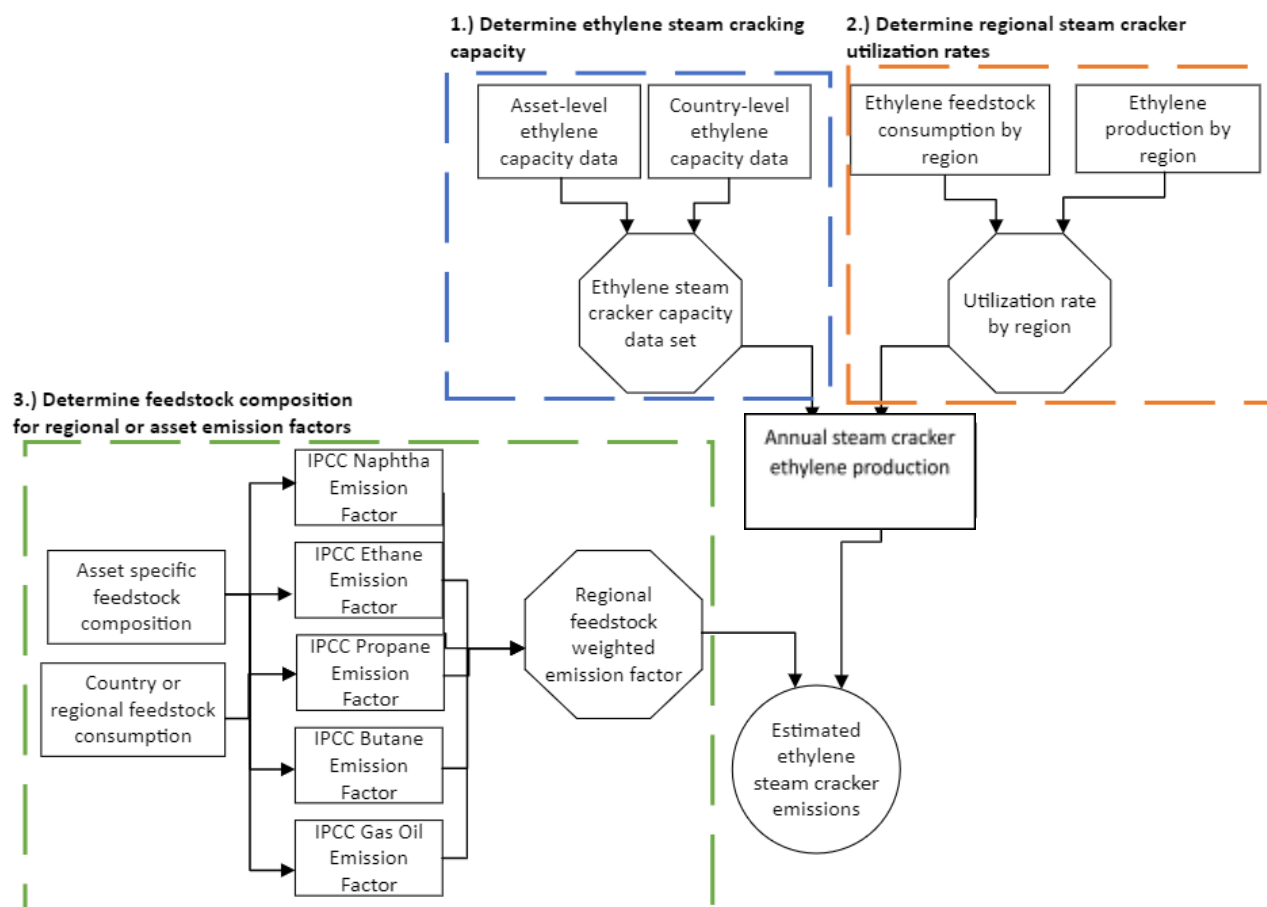 1.) Determine ethylene steam cracking
capacity
2.) Determine regional steam cracker
utilization rates
Asset-level
ethylene
capacity data
Country-level
ethylene
capacity data
Ethylene feedstock
consumption by
region
Ethylene
production by
region
Ethylene steam
cracker capacity
data set
Utilization rate
by region
3.) Determine feedstock composition
for regional or asset emission factors
Annual steam cracker
ethylene production
IPCC Naphtha
Emission
Factor
IPCC Ethane
Emission
Factor
IPCC Propane
Emission
Factor
IPCC Butane
Emission
Factor
IPCC Gas Oil
Emission
Factor
Asset specific
feedstock
composition
Country or
regional feedstock
consumption
Regional
feedstock
weighted
emission factor
Estimated
ethylene
steam cracker
emissions